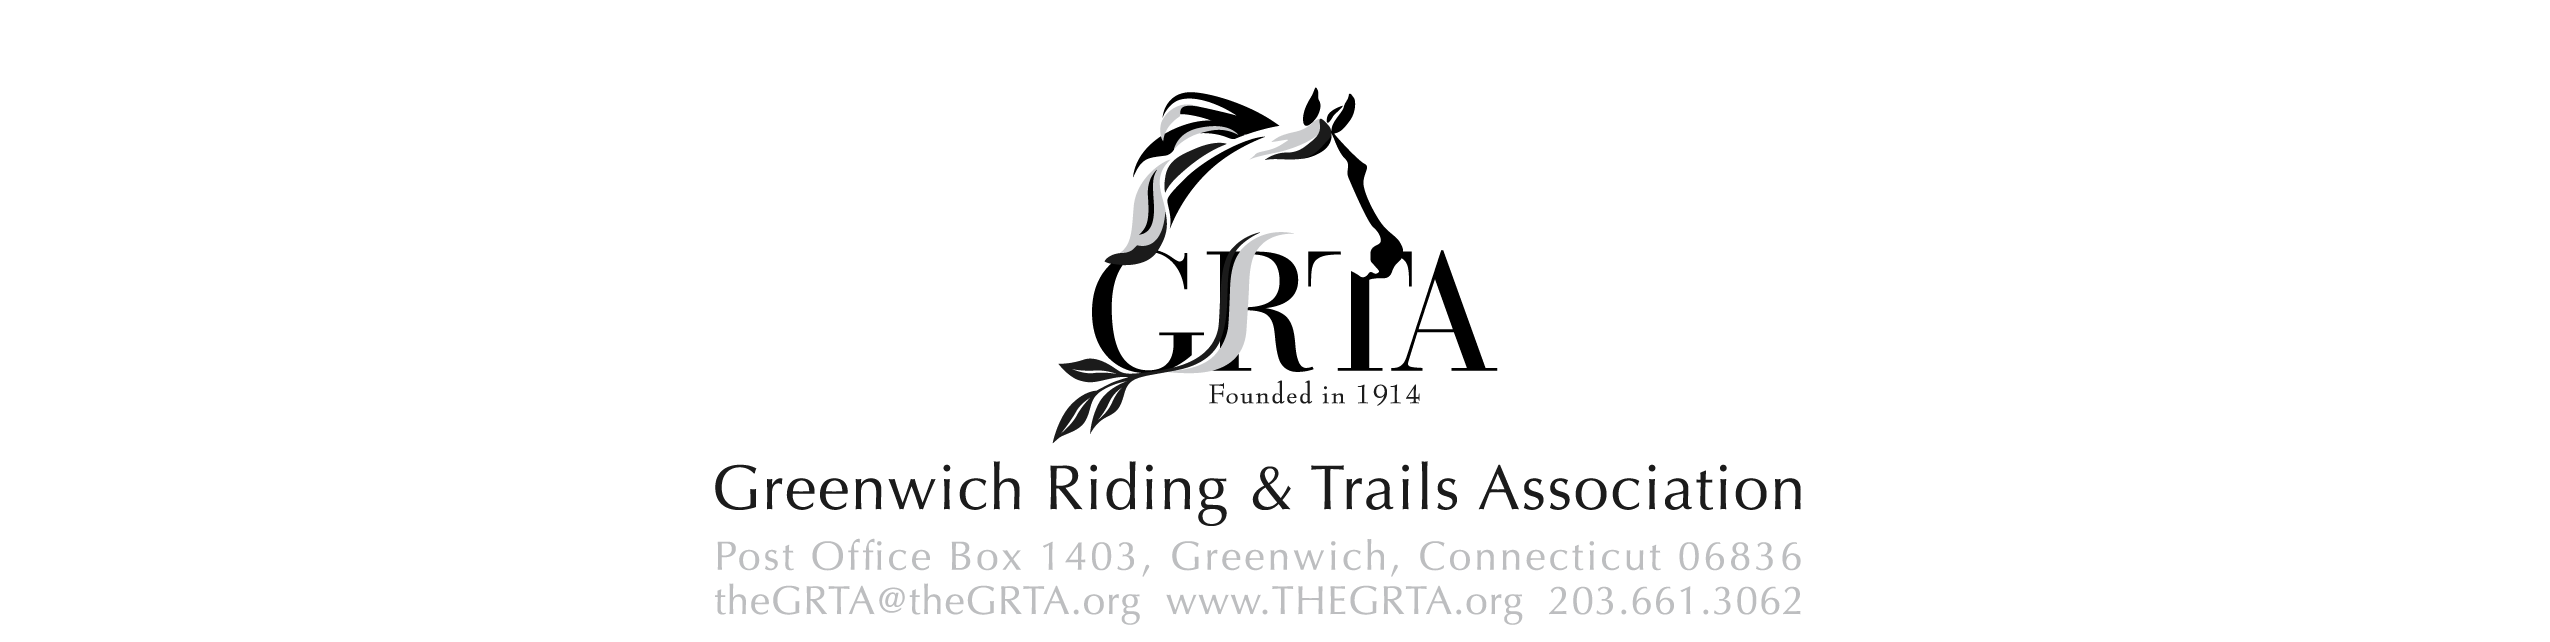 GRTA
Founded in 1914
Greenwich Riding & Trails Association
Post Office Box 1403, Greenwich, Connecticut 06836
theGRTA@theGRTA.org www.THEGRTA.org 203.661.3062